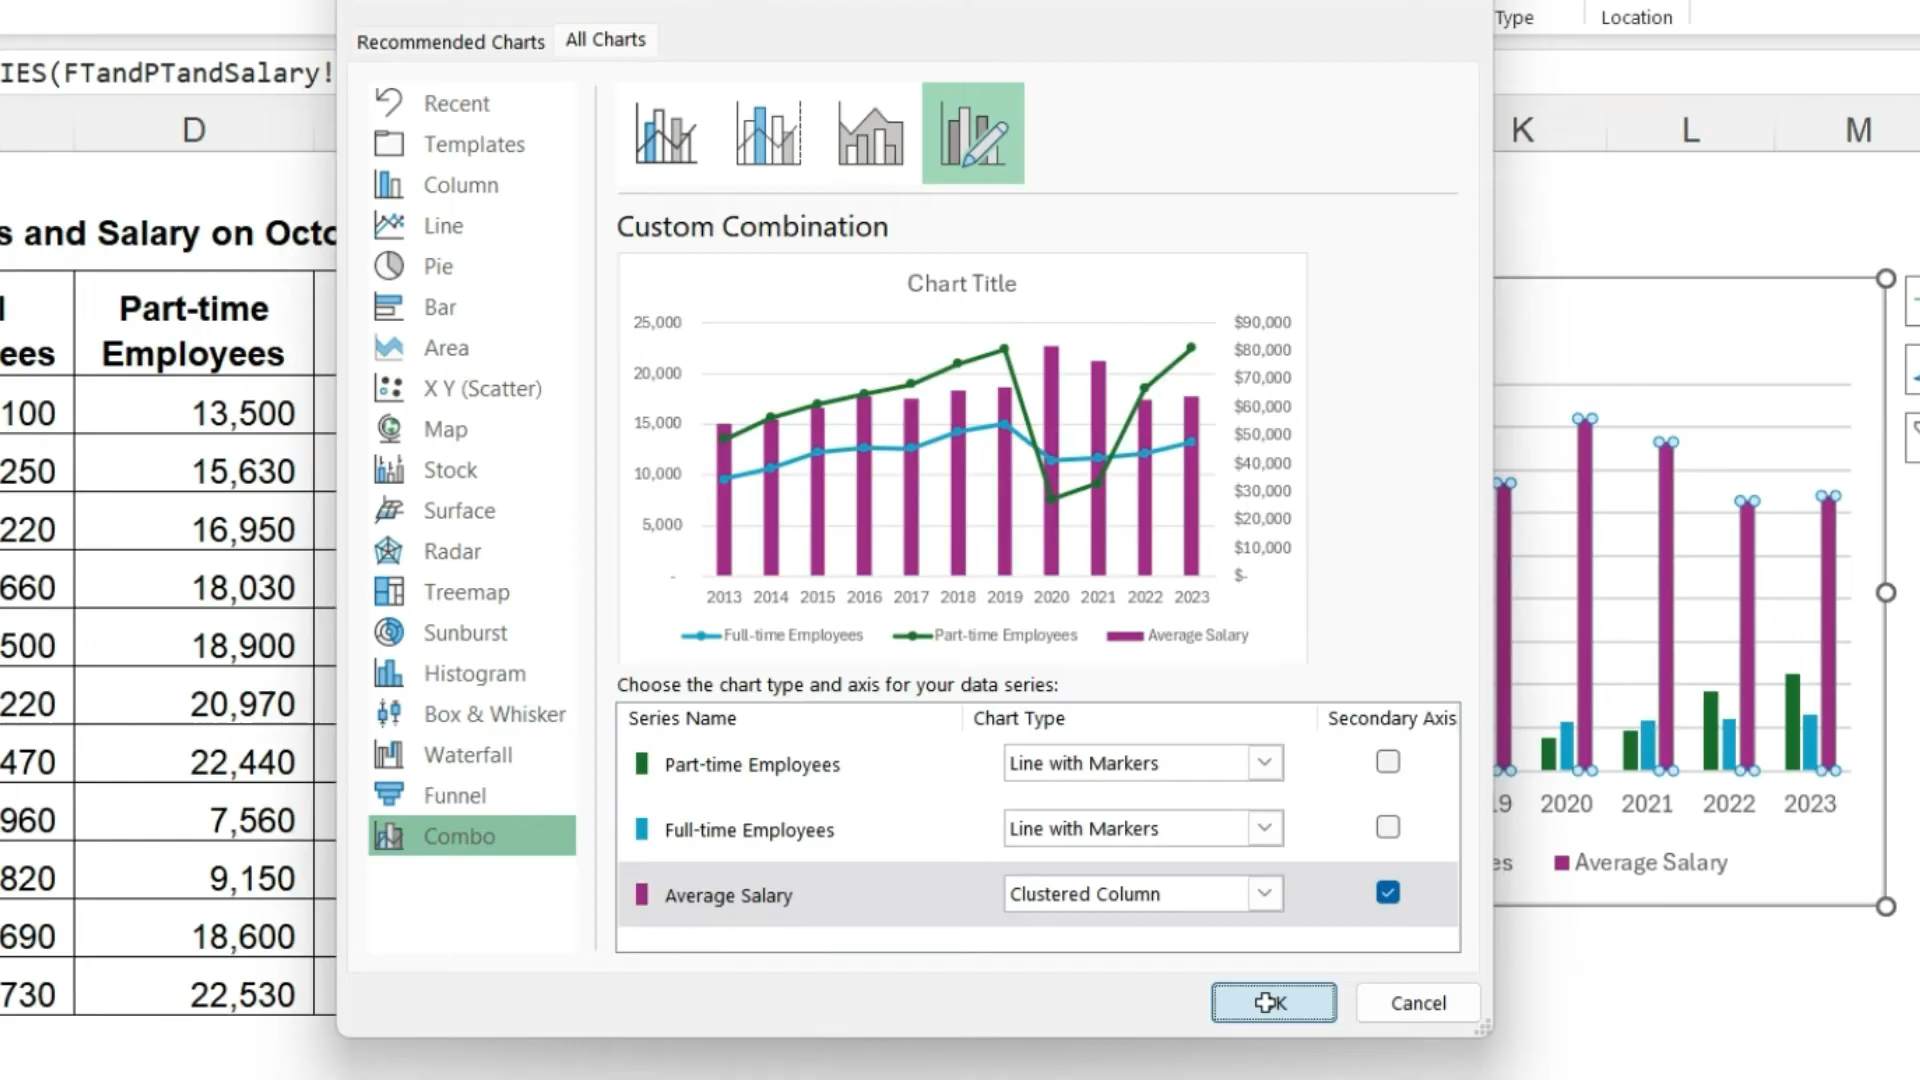 Recommended Charts
All Charts
Type
Location
IES(FTandPTandSalary!
D
K
L
M
s and Salary on Octo
Part-time
ees
Employees
100
13,500
250
15,630
220
16,950
660
18,030
500
18,900
220
20,970
470
22,440
960
7,560
820
9,150
690
18,600
730
22,530
Recent
Templates
Column
Line
Pie
Bar
Area
X Y (Scatter)
Map
Stock
Surface
Radar
Treemap
Sunburst
Histogram
Box & Whisker
Waterfall
Funnel
Combo
Custom Combination
Chart Title
25,000
20,000
15,000
10,000
5,000
-
$90,000
$80,000
$70,000
$60,000
$50,000
$40,000
$30,000
$20,000
$10,000
$-
2013 2014 2015 2016 2017 2018 2019 2020 2021 2022 2023
Full-time Employees Part-time Employees Average Salary
Choose the chart type and axis for your data series:
Series Name Chart Type Secondary Axis
Part-time Employees Line with Markers
Full-time Employees Line with Markers
Average Salary Clustered Column
OK
Cancel
19 2020 2021 2022 2023
es Average Salary